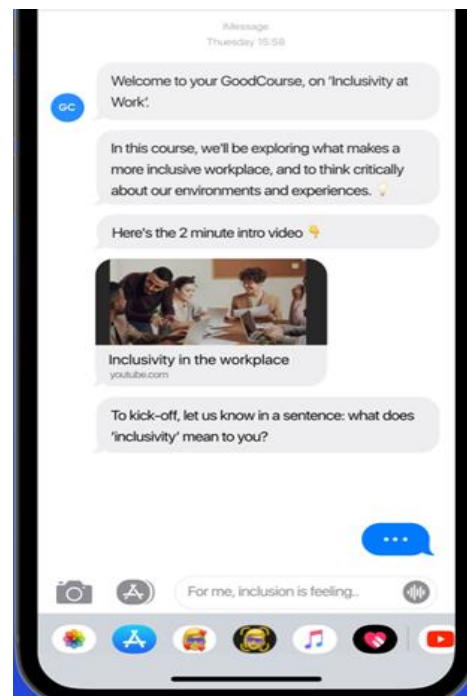 iMessage
Thuesday 15:58
Welcome to your GoodCourse, on 'Inclusivity at
Work'.
GC
In this course, we'll be exploring what makes a
more inclusive workplace, and to think critically
about our environments and experiences. 💡
Here's the 2 minute intro video 👇
Inclusivity in the workplace
youtube.com
To kick-off, let us know in a sentence: what does
'inclusivity' mean to you?
For me, inclusion is feeling..